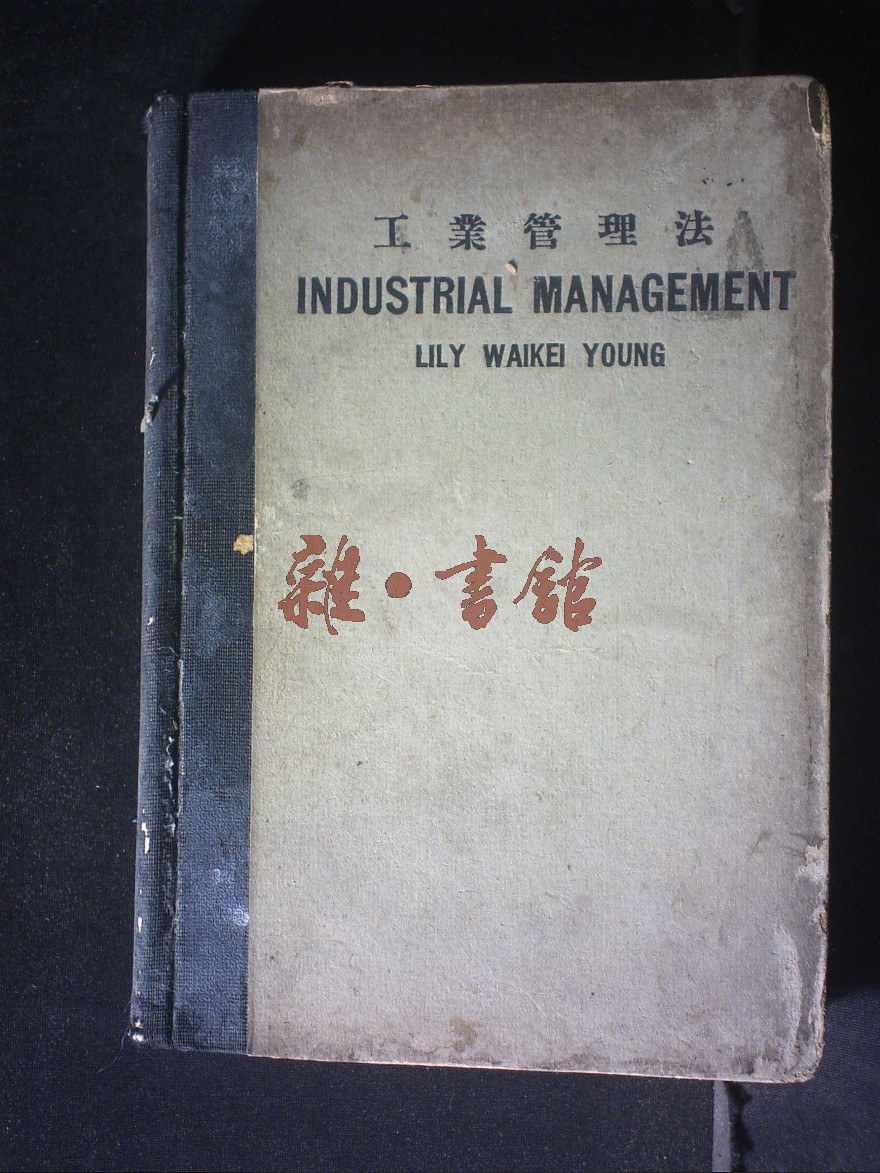 工業管理法
INDUSTRIAL MANAGEMENT
LILY WAIKEI YOUNG
雜·書館